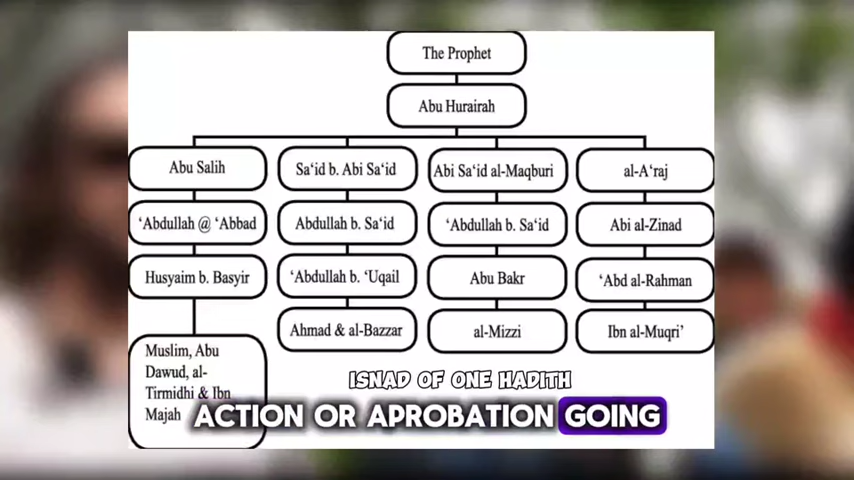 The Prophet
Abu Hurairah
Abu Salih
Sa‘id b. Abi Sa‘id
Abi Sa‘id al-Maqburi
al-A‘raj
‘Abdullah @ ‘Abbad
Abdullah b. Sa‘id
‘Abdullah b. Sa‘id
Abi al-Zinad
Husyaim b. Basyir
‘Abdullah b. ‘Uqail
Abu Bakr
‘Abd al-Rahman
Muslim, Abu
Dawud, al-
Tirmidhi & Ibn
Majah
Ahmad & al-Bazzar
al-Mizzi
Ibn al-Muqri’
ISNAD OF ONE HADITH
ACTION OR APROBATION GOING